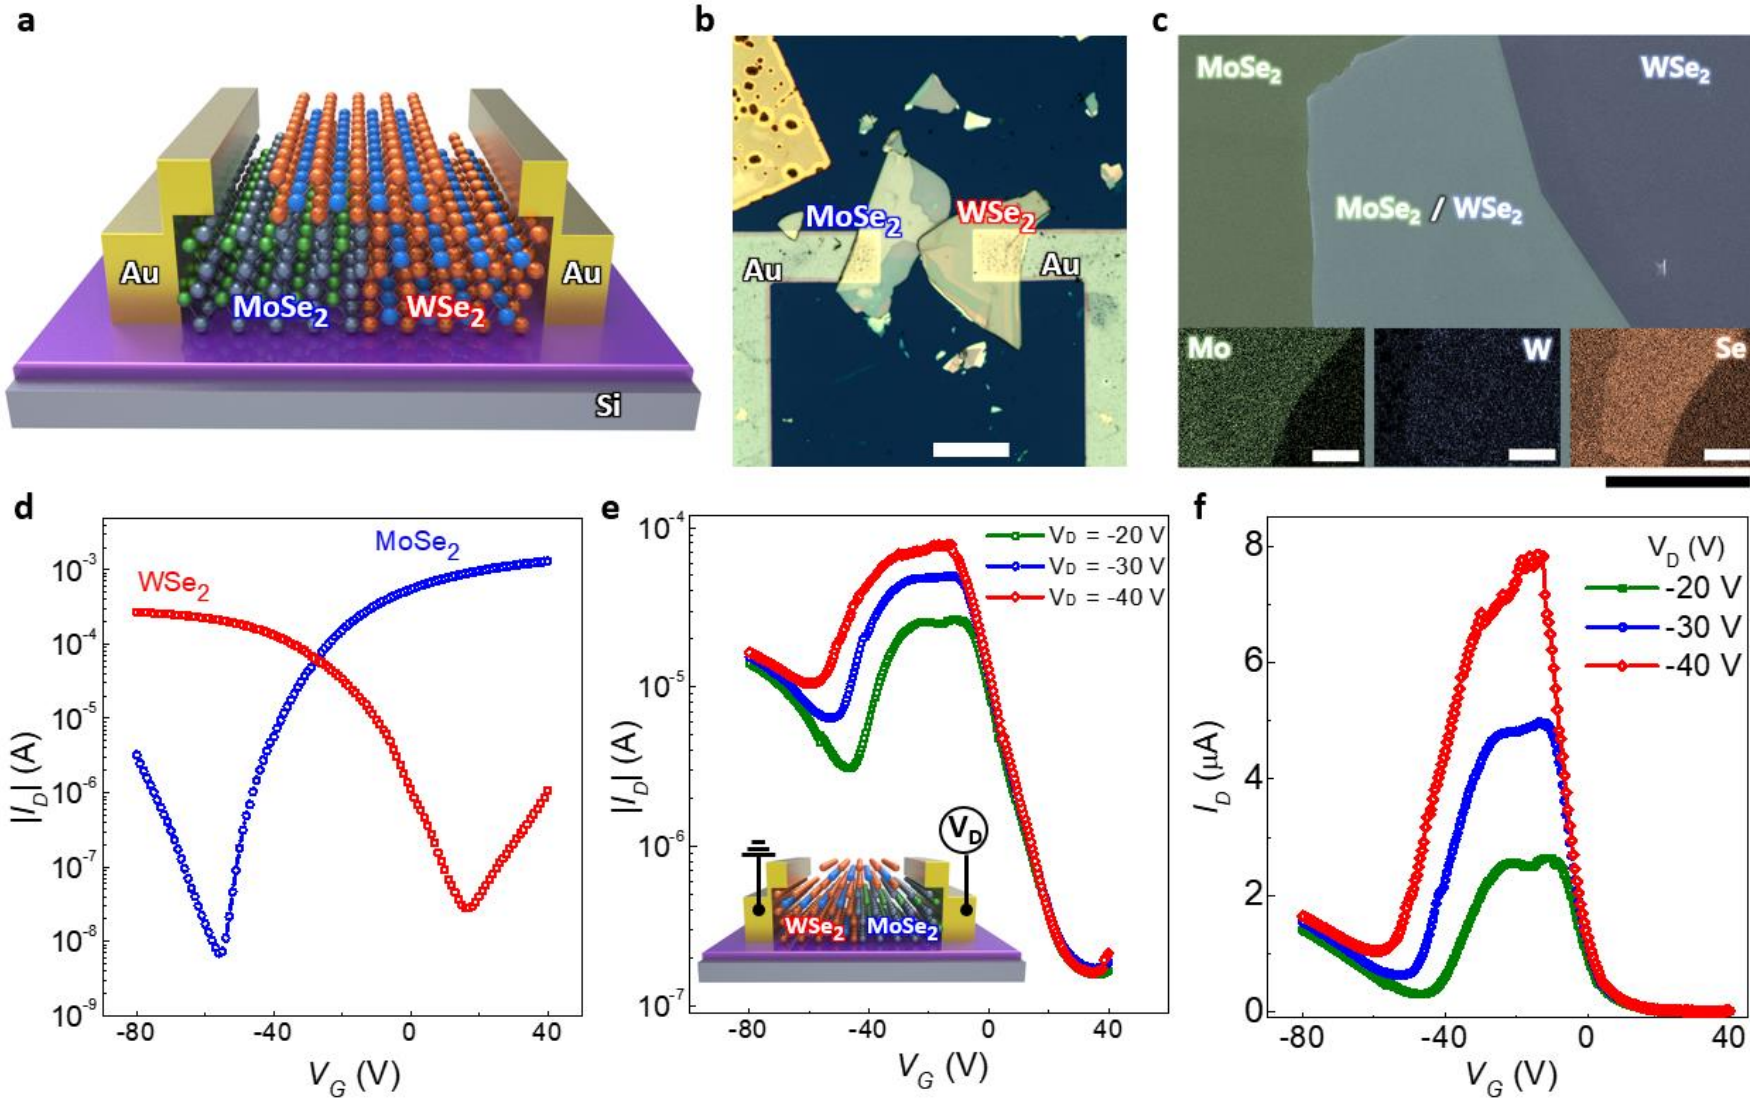 a
Au
MoSe2
WSe2
Au
Si
b
MoSe2
WSe2
Au
Au
c
MoSe2
WSe2
MoSe2 / WSe2
Mo
W
Se
d
MoSe2
WSe2
10-3
10-4
10-5
10-6
10-7
10-8
10-9
|ID| (A)
-80
-40
0
40
VG (V)
e
VD = -20 V
VD = -30 V
VD = -40 V
10-4
10-5
10-6
10-7
|ID| (A)
VD
WSe2
MoSe2
-80
-40
0
40
VG (V)
f
VD (V)
-20 V
-30 V
-40 V
8
6
4
2
0
ID (μA)
-80
-40
0
40
VG (V)